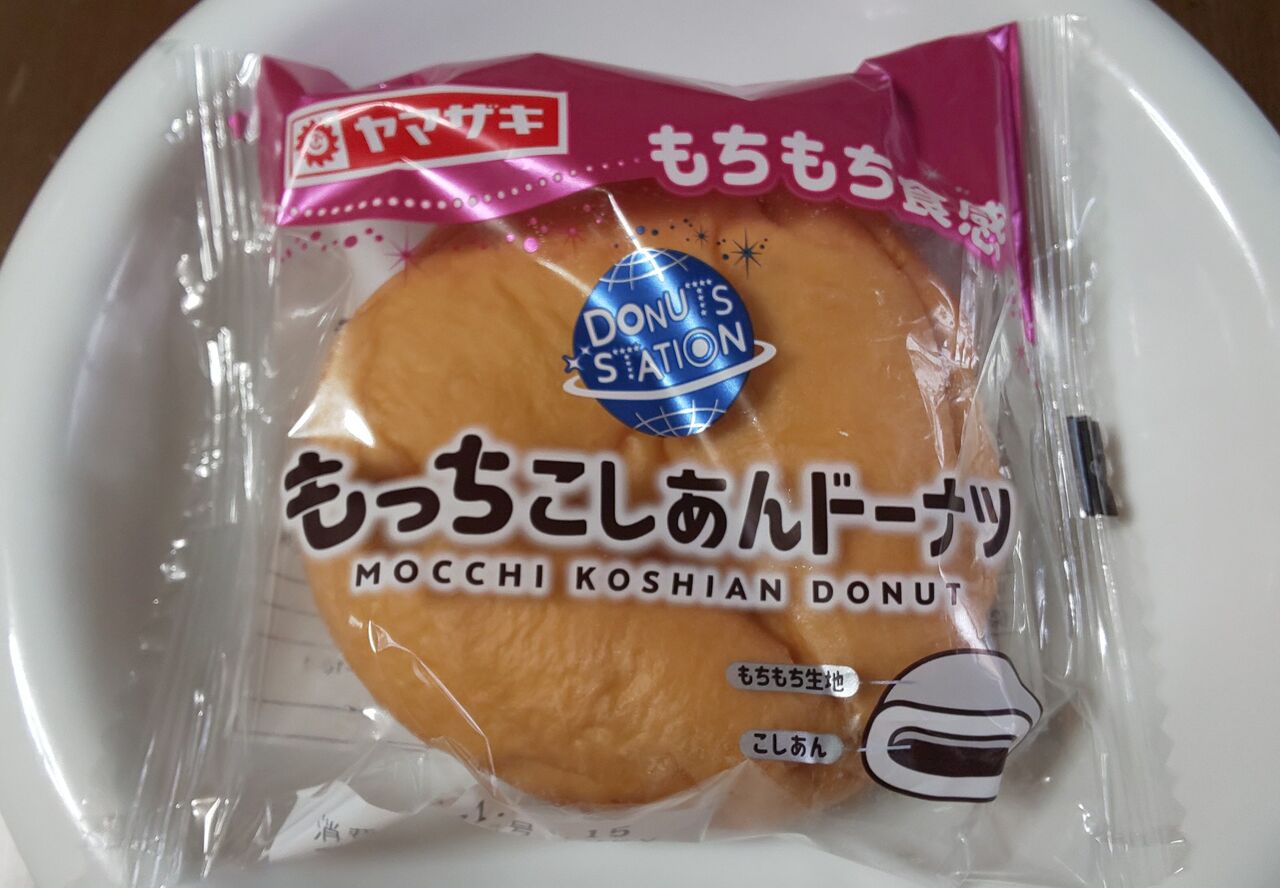 ヤマザキ
もちもち食感
DONUTS
STATION
もっちこしあんドーナツ
MOCCHI KOSHIAN DONUT
もちもち生地
こしあん